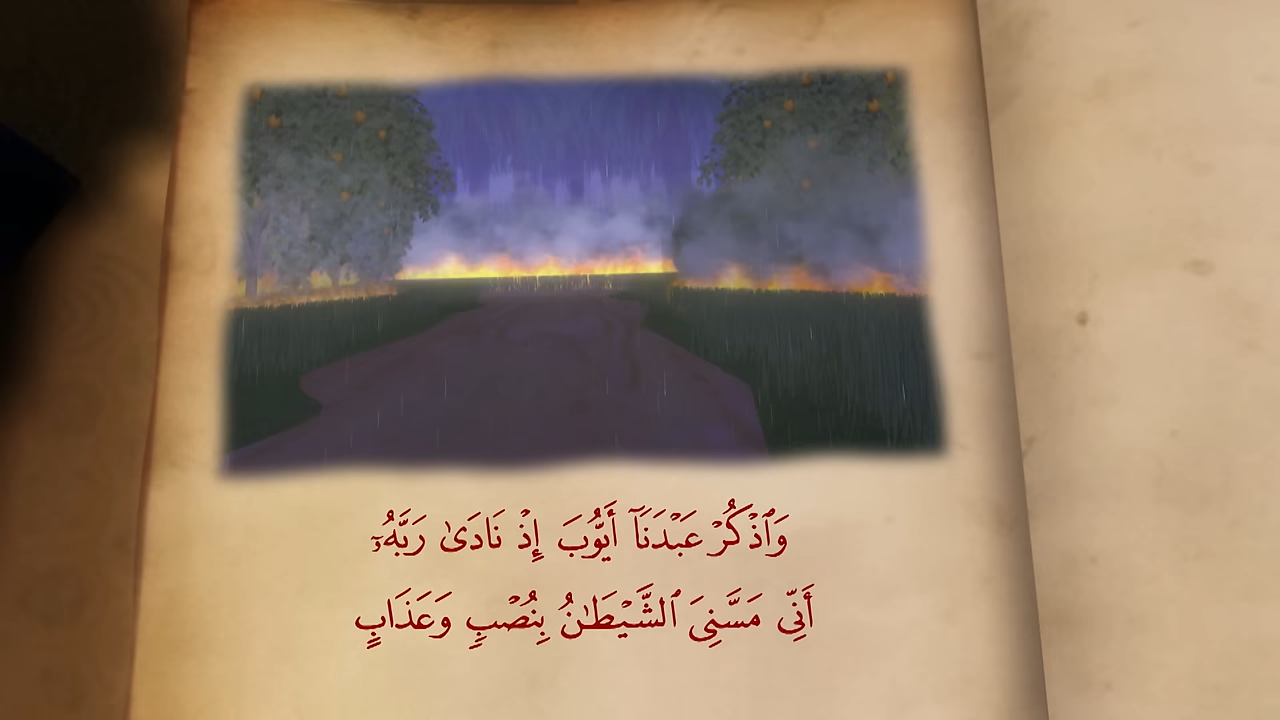 وَٱذۡكُرۡ عَبۡدَنَآ أَيُّوبَ إِذۡ نَادَىٰ رَبَّهُۥٓ
أَنِّي مَسَّنِيَ ٱلشَّيۡطَٰنُ بِنُصۡبٖ وَعَذَابٍ